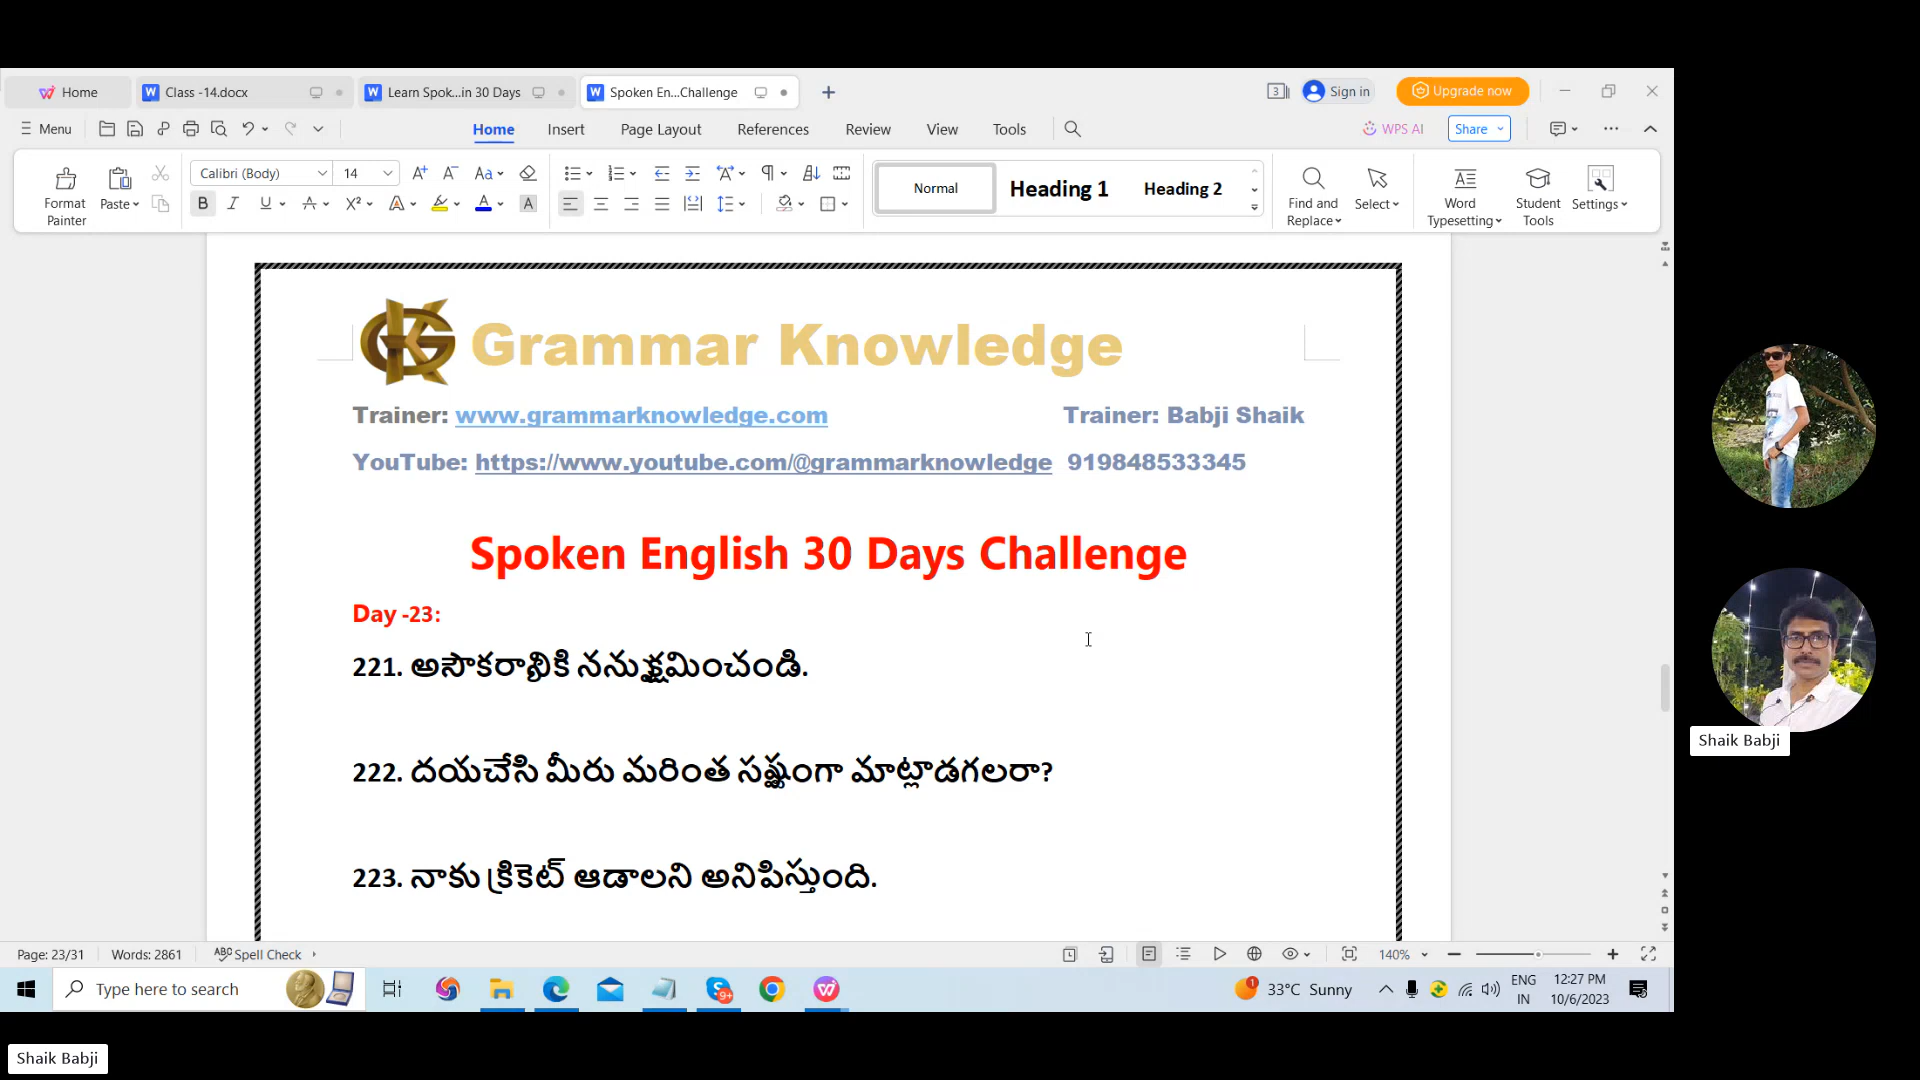 Home
Class -14.docx
Learn Spok...in 30 Days
Spoken En...Challenge
Sign in
Upgrade now
Menu
Home
Insert
Page Layout
References
Review
View
Tools
WPS AI
Share
Format Painter
Paste
Calibri (Body)
14
Normal
Heading 1
Heading 2
Find and Replace
Select
Word Typesetting
Student Tools
Settings
Grammar Knowledge
Trainer: www.grammarknowledge.com Trainer: Babji Shaik
YouTube: https://www.youtube.com/@grammarknowledge 919848533345
Spoken English 30 Days Challenge
Day -23:
221. అసౌకర్యానికి నన్ను క్షమించండి.
222. దయచేసి మీరు మరింత స్పష్టంగా మాట్లాడగలరా?
223. నాకు క్రికెట్ ఆడాలని అనిపిస్తుంది.
Shaik Babji
Page: 23/31
Words: 2861
Spell Check
140%
Type here to search
9+
1
33°C Sunny
ENG
IN
12:27 PM
10/6/2023
Shaik Babji